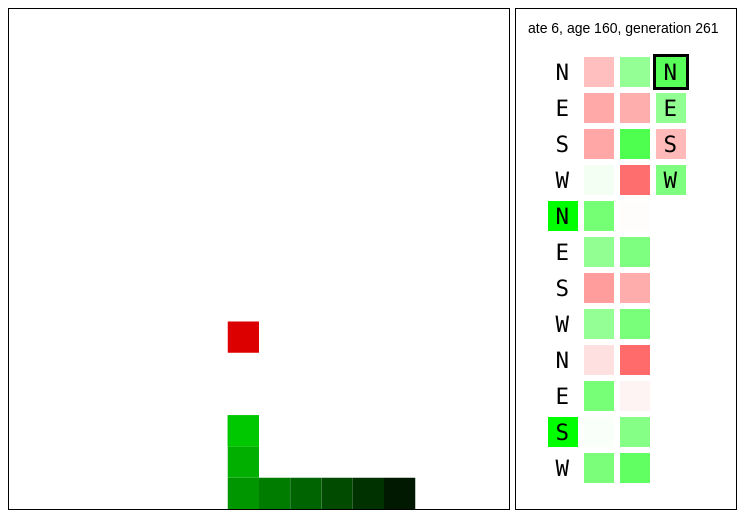 ate 6, age 160, generation 261
N N
E E
S S
W W
N
E
S
W
N
E
S
W